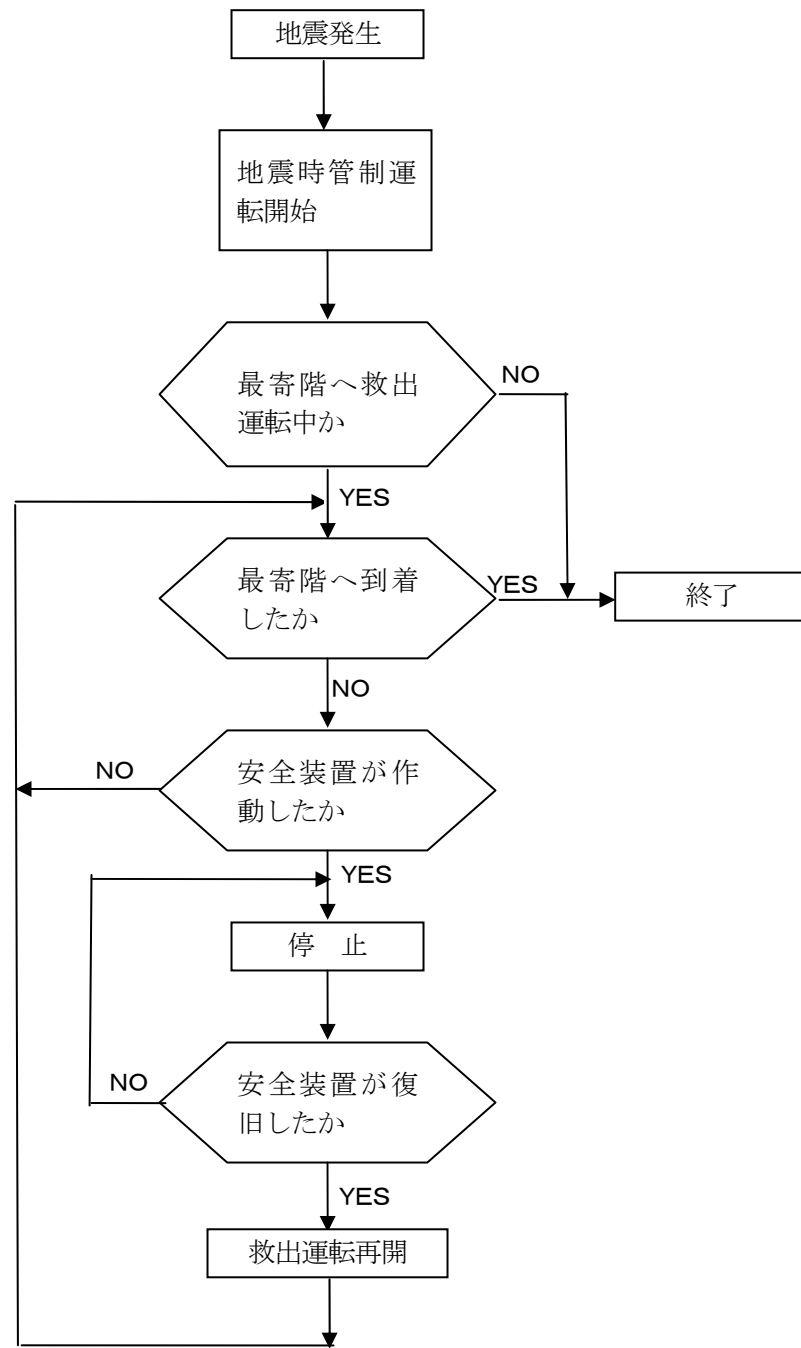 地震発生
地震時管制運
転開始
最寄階へ救出
運転中か
NO
YES
最寄階へ到着
したか
YES
終了
NO
安全装置が作
動したか
NO
YES
停　止
安全装置が復
旧したか
NO
YES
救出運転再開